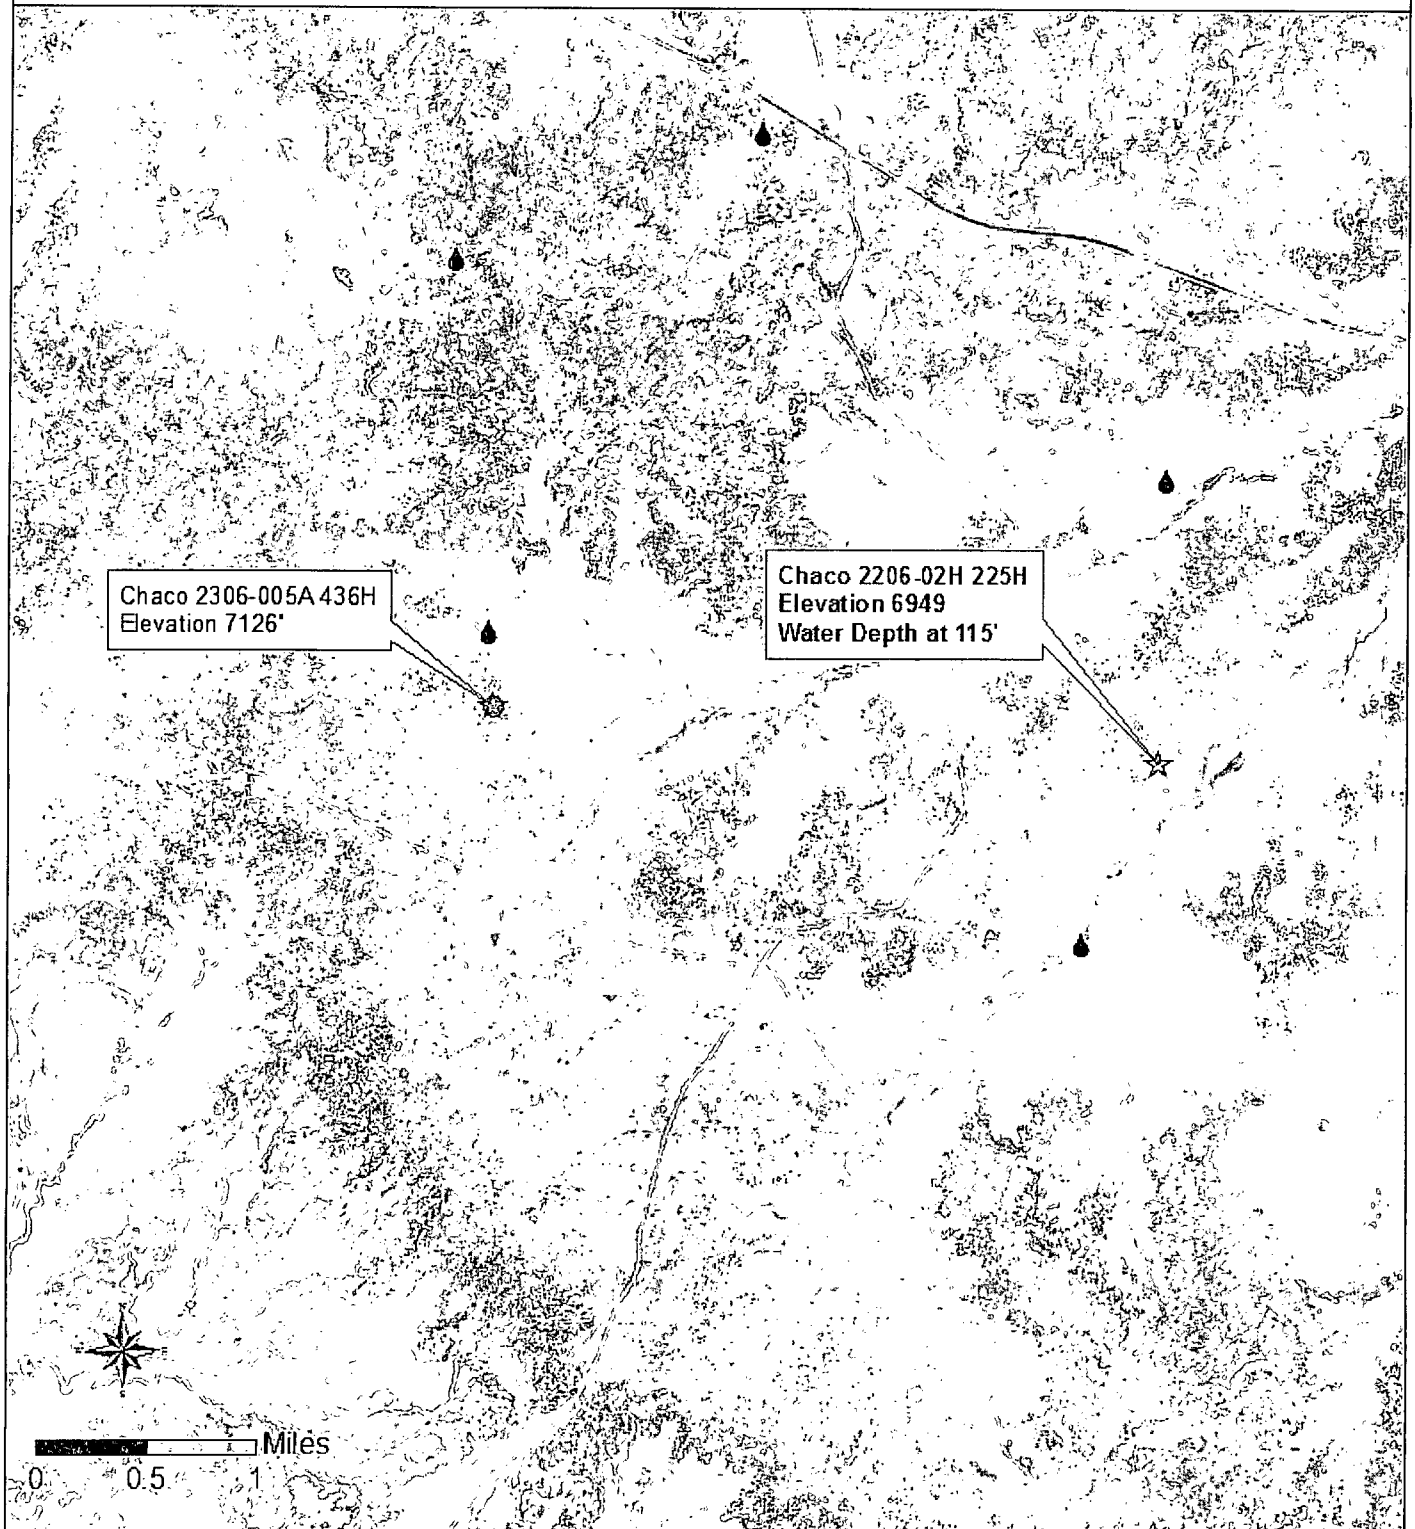 Chaco 2306-005A 436H
Elevation 7126'
Chaco 2206-02H 225H
Elevation 6949
Water Depth at 115'
Miles
0 0.5 1